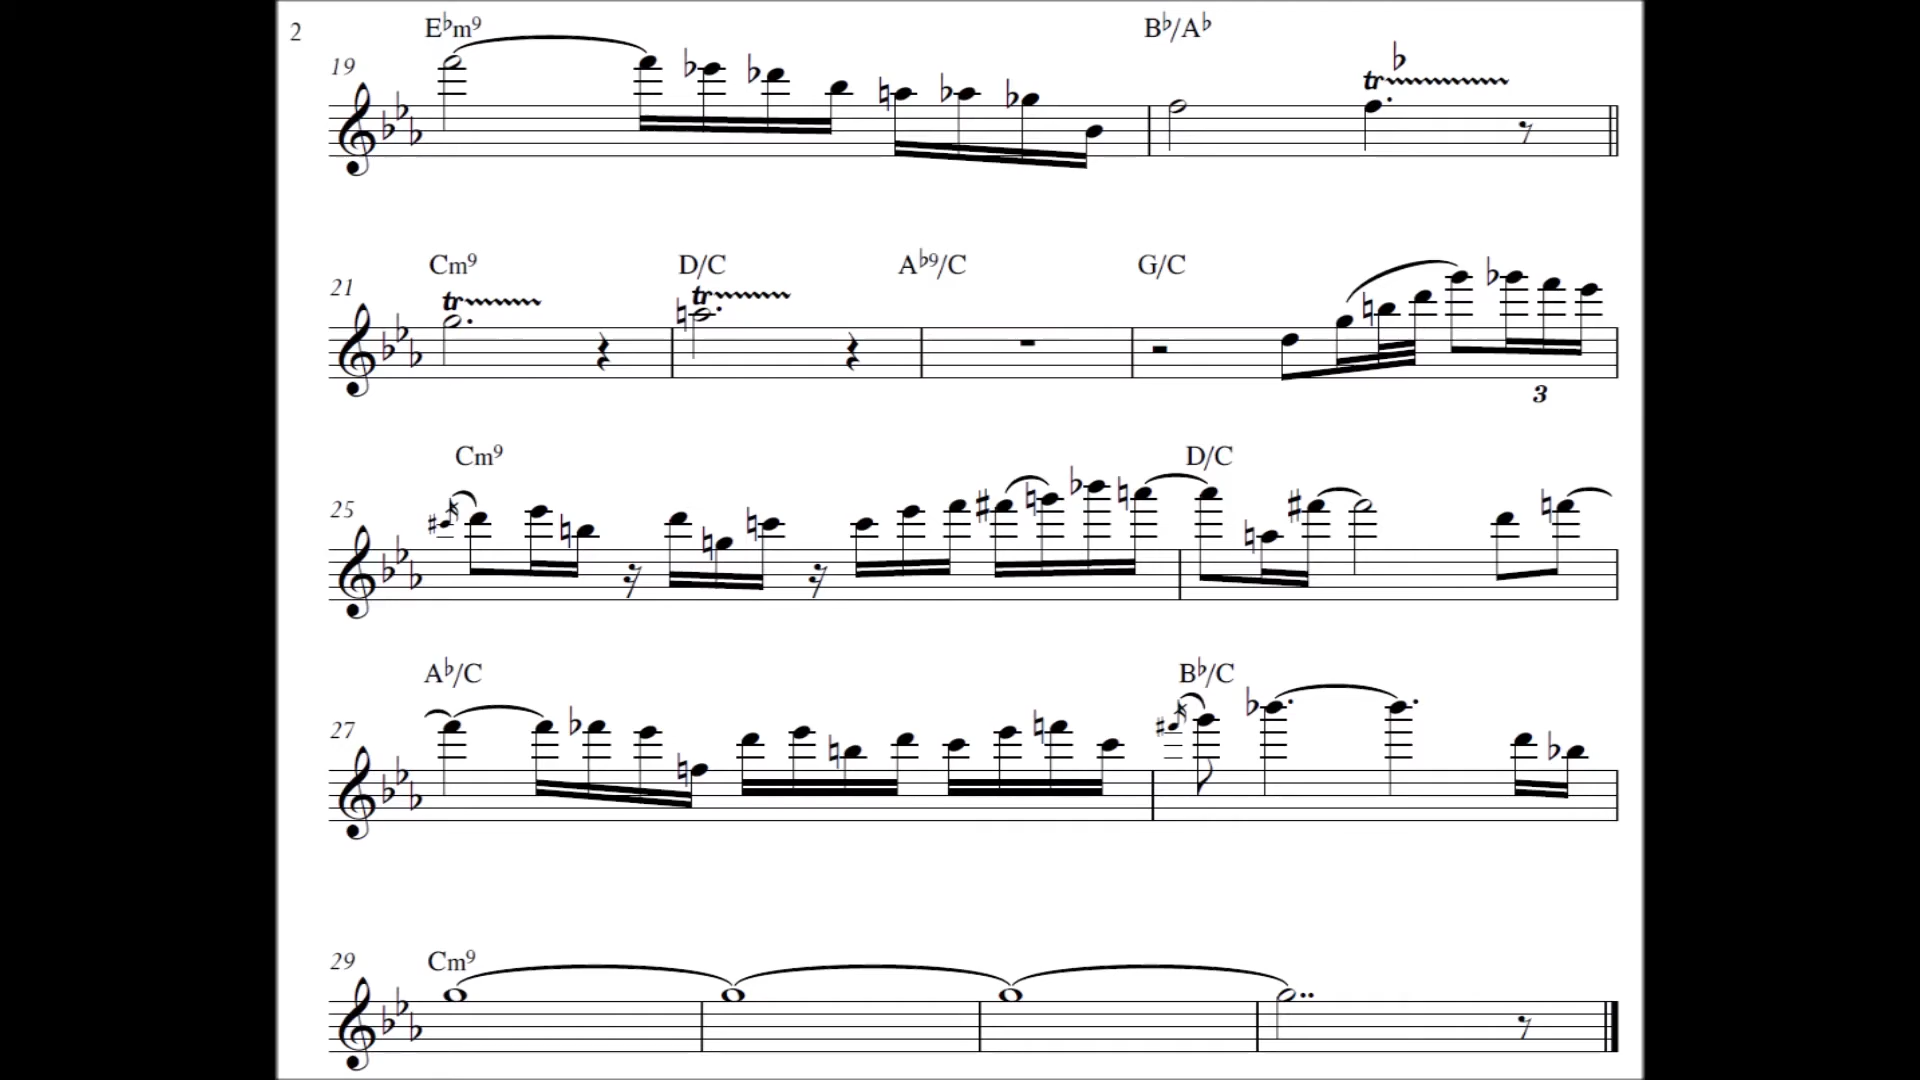 2
E♭m9 B♭/A♭
19 tr ♭
Cm9 D/C A♭9/C G/C
21 tr tr
3
Cm9 D/C
25
A♭/C B♭/C
27
Cm9
29